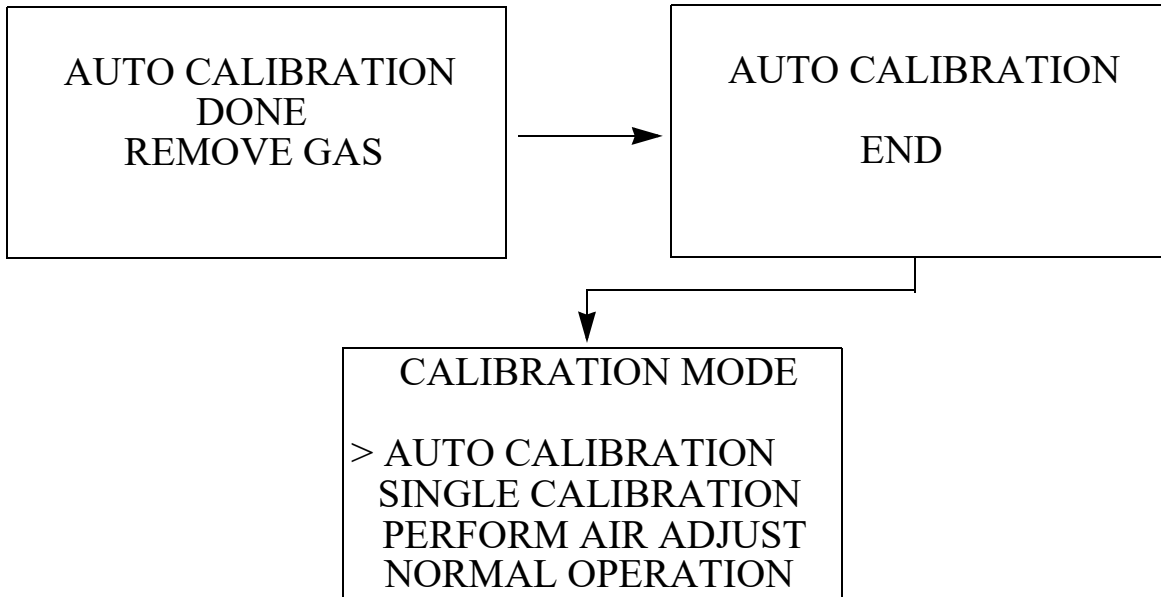 AUTO CALIBRATION
DONE
REMOVE GAS
AUTO CALIBRATION
END
CALIBRATION MODE
> AUTO CALIBRATION
SINGLE CALIBRATION
PERFORM AIR ADJUST
NORMAL OPERATION